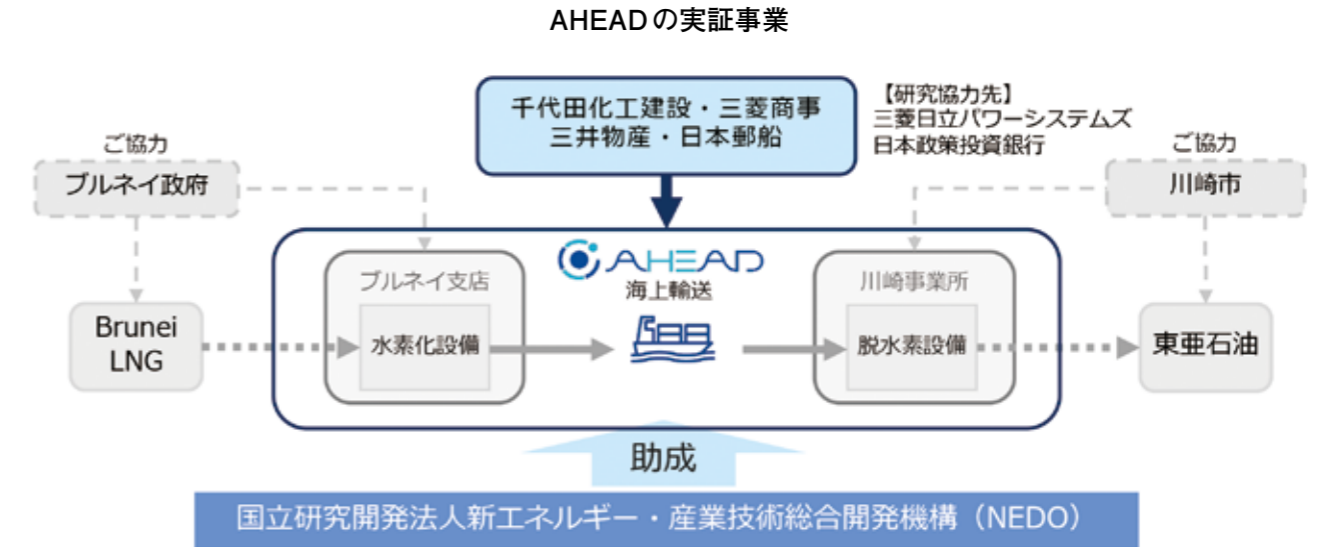 AHEADの実証事業
千代田化工建設・三菱商事
三井物産・日本郵船
【研究協力先】
三菱日立パワーシステムズ
日本政策投資銀行
ご協力
ブルネイ政府
ご協力
川崎市
AHEAD
海上輸送
ブルネイ支店
水素化設備
川崎事業所
脱水素設備
Brunei
LNG
東亜石油
助成
国立研究開発法人新エネルギー・産業技術総合開発機構（NEDO）